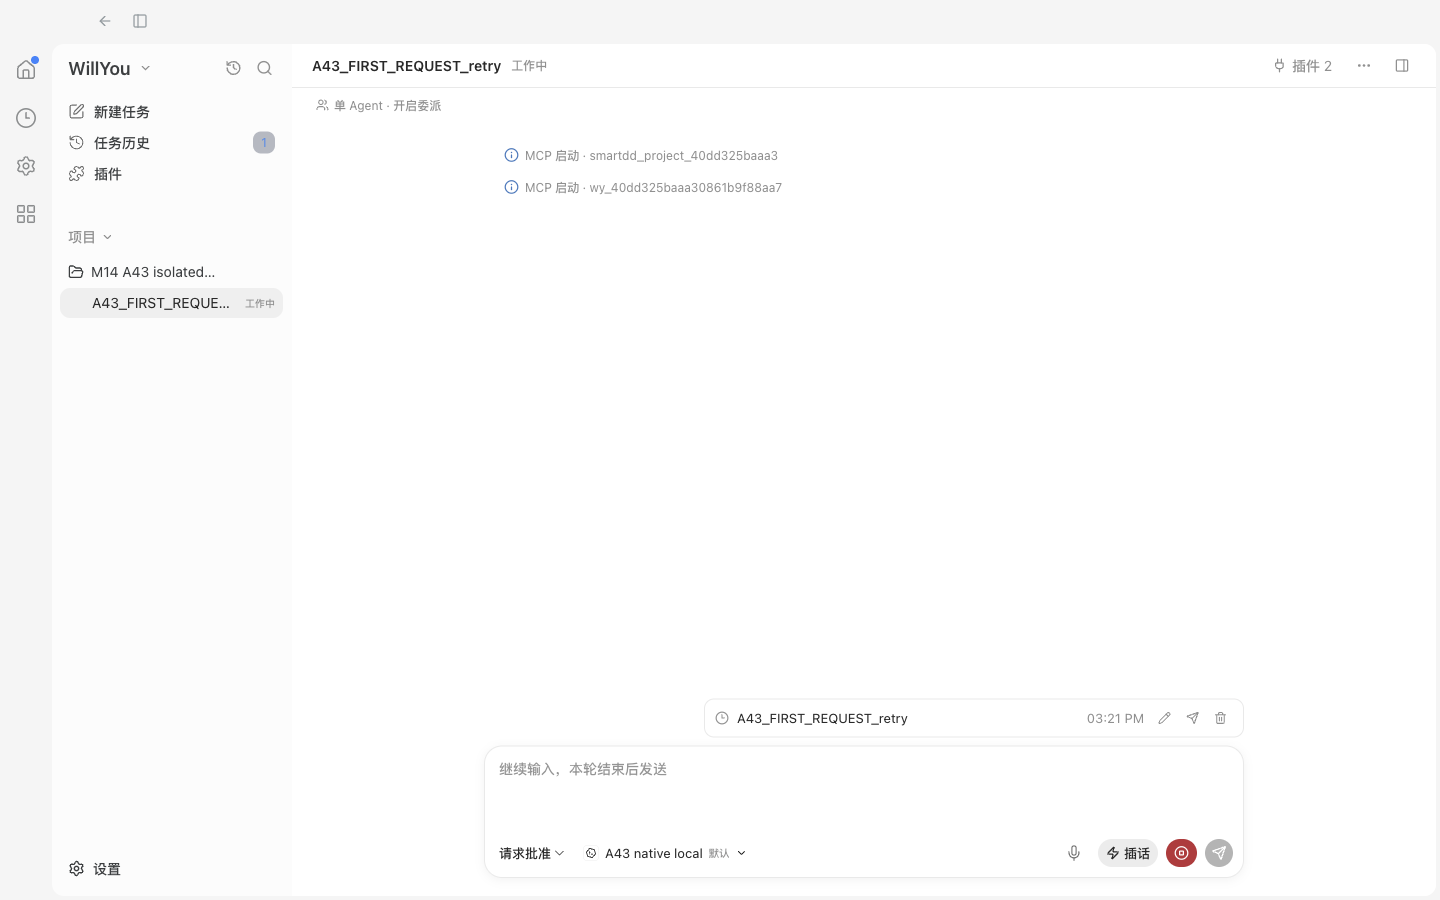 WillYou
新建任务
任务历史 1
插件
项目
M14 A43 isolated...
A43_FIRST_REQUE... 工作中
设置
A43_FIRST_REQUEST_retry 工作中
插件 2
单 Agent · 开启委派
MCP 启动 · smartdd_project_40dd325baaa3
MCP 启动 · wy_40dd325baaa30861b9f88aa7
A43_FIRST_REQUEST_retry 03:21 PM
继续输入，本轮结束后发送
请求批准 A43 native local 默认 插话